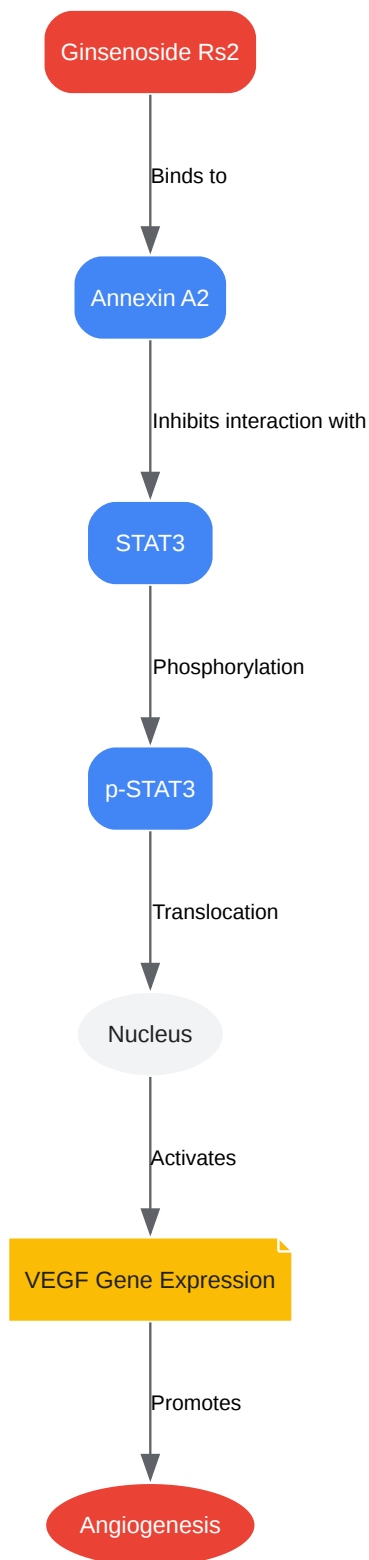 Ginsenoside Rs2
Binds to
Annexin A2
Inhibits interaction with
STAT3
Phosphorylation
p-STAT3
Translocation
Nucleus
Activates
VEGF Gene Expression
Promotes
Angiogenesis